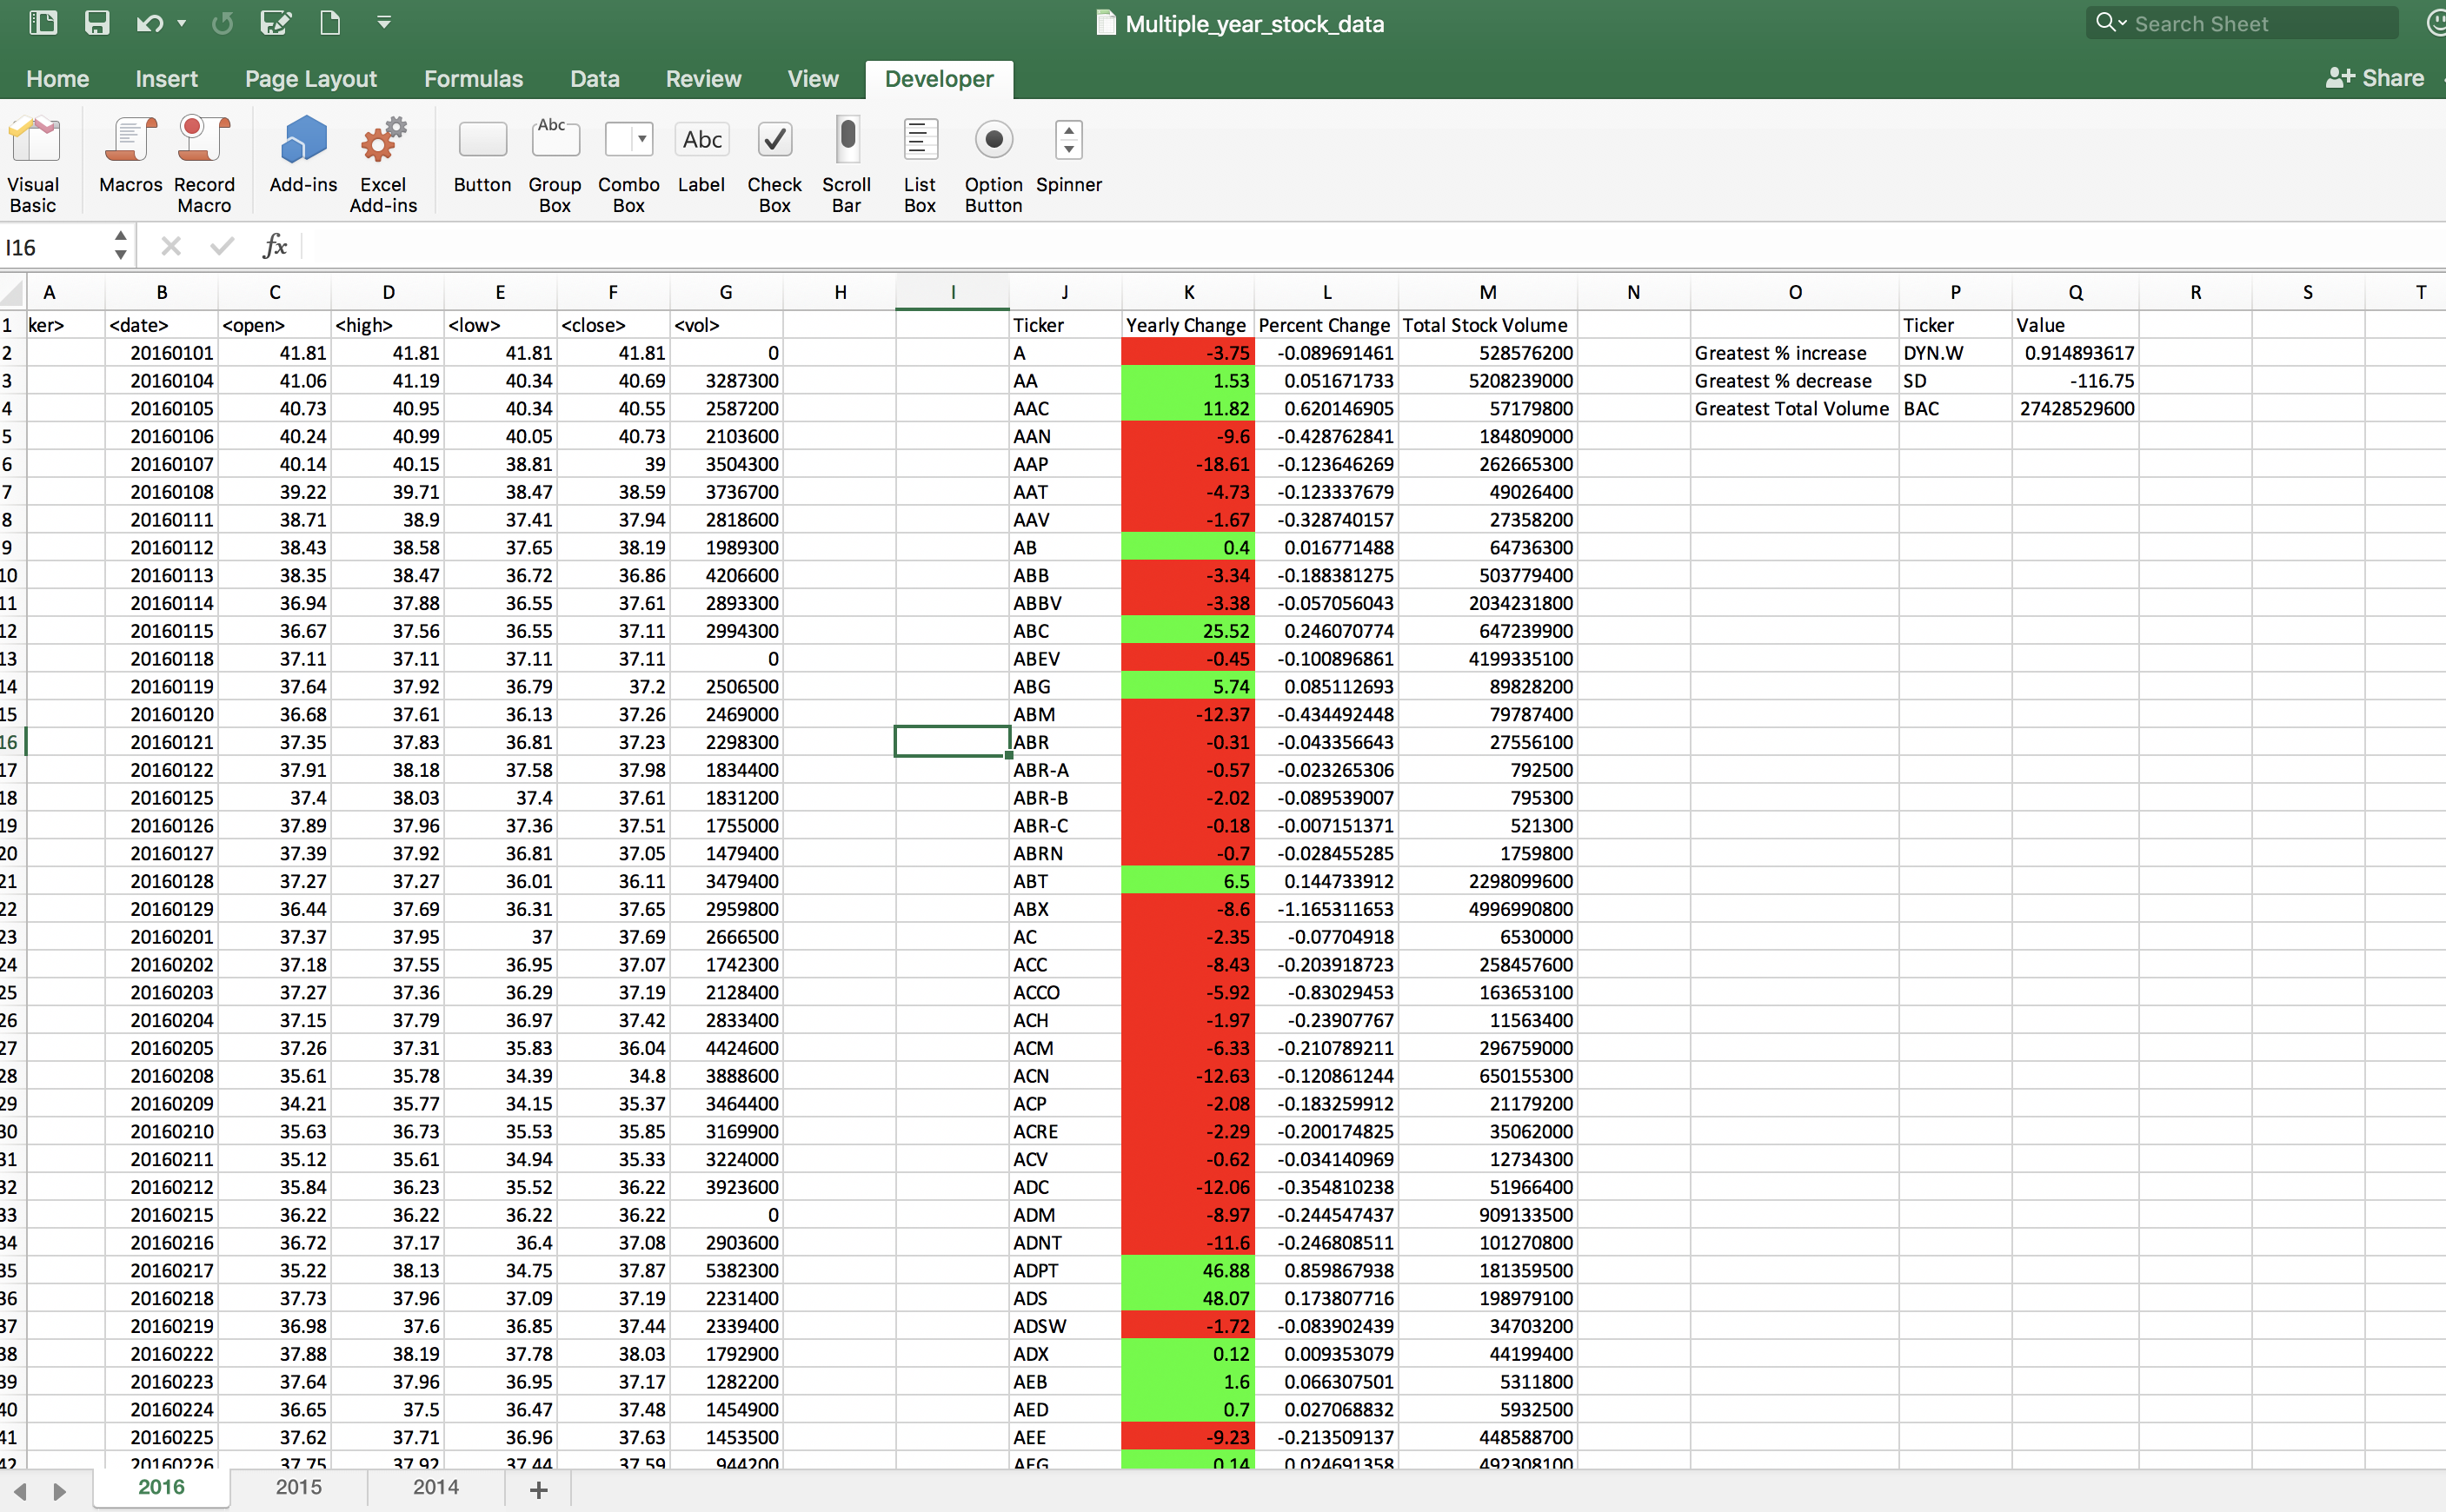 Multiple_year_stock_data
Search Sheet
Home Insert Page Layout Formulas Data Review View Developer Share
Visual Basic Macros Record Macro Add-ins Excel Add-ins Button Group Box Combo Box Label Check Box Scroll Bar List Box Option Button Spinner
Abc Abc
I16 fx
A B C D E F G H I J K L M N O P Q R S T
1 ker> <date> <open> <high> <low> <close> <vol> Ticker Yearly Change Percent Change Total Stock Volume Ticker Value
2 20160101 41.81 41.81 41.81 41.81 0 A -3.75 -0.089691461 528576200 Greatest % increase DYN.W 0.914893617
3 20160104 41.06 41.19 40.34 40.69 3287300 AA 1.53 0.051671733 5208239000 Greatest % decrease SD -116.75
4 20160105 40.73 40.95 40.34 40.55 2587200 AAC 11.82 0.620146905 57179800 Greatest Total Volume BAC 27428529600
5 20160106 40.24 40.99 40.05 40.73 2103600 AAN -9.6 -0.428762841 184809000
6 20160107 40.14 40.15 38.81 39 3504300 AAP -18.61 -0.123646269 262665300
7 20160108 39.22 39.71 38.47 38.59 3736700 AAT -4.73 -0.123337679 49026400
8 20160111 38.71 38.9 37.41 37.94 2818600 AAV -1.67 -0.328740157 27358200
9 20160112 38.43 38.58 37.65 38.19 1989300 AB 0.4 0.016771488 64736300
10 20160113 38.35 38.47 36.72 36.86 4206600 ABB -3.34 -0.188381275 503779400
11 20160114 36.94 37.88 36.55 37.61 2893300 ABBV -3.38 -0.057056043 2034231800
12 20160115 36.67 37.56 36.55 37.11 2994300 ABC 25.52 0.246070774 647239900
13 20160118 37.11 37.11 37.11 37.11 0 ABEV -0.45 -0.100896861 4199335100
14 20160119 37.64 37.92 36.79 37.2 2506500 ABG 5.74 0.085112693 89828200
15 20160120 36.68 37.61 36.13 37.26 2469000 ABM -12.37 -0.434492448 79787400
16 20160121 37.35 37.83 36.81 37.23 2298300 ABR -0.31 -0.043356643 27556100
17 20160122 37.91 38.18 37.58 37.98 1834400 ABR-A -0.57 -0.023265306 792500
18 20160125 37.4 38.03 37.4 37.61 1831200 ABR-B -2.02 -0.089539007 795300
19 20160126 37.89 37.96 37.36 37.51 1755000 ABR-C -0.18 -0.007151371 521300
20 20160127 37.39 37.92 36.81 37.05 1479400 ABRN -0.7 -0.028455285 1759800
21 20160128 37.27 37.27 36.01 36.11 3479400 ABT 6.5 0.144733912 2298099600
22 20160129 36.44 37.69 36.31 37.65 2959800 ABX -8.6 -1.165311653 4996990800
23 20160201 37.37 37.95 37 37.69 2666500 AC -2.35 -0.07704918 6530000
24 20160202 37.18 37.55 36.95 37.07 1742300 ACC -8.43 -0.203918723 258457600
25 20160203 37.27 37.36 36.29 37.19 2128400 ACCO -5.92 -0.83029453 163653100
26 20160204 37.15 37.79 36.97 37.42 2833400 ACH -1.97 -0.23907767 11563400
27 20160205 37.26 37.31 35.83 36.04 4424600 ACM -6.33 -0.210789211 296759000
28 20160208 35.61 35.78 34.39 34.8 3888600 ACN -12.63 -0.120861244 650155300
29 20160209 34.21 35.77 34.15 35.37 3464400 ACP -2.08 -0.183259912 21179200
30 20160210 35.63 36.73 35.53 35.85 3169900 ACRE -2.29 -0.200174825 35062000
31 20160211 35.12 35.61 34.94 35.33 3224000 ACV -0.62 -0.034140969 12734300
32 20160212 35.84 36.23 35.52 36.22 3923600 ADC -12.06 -0.354810238 51966400
33 20160215 36.22 36.22 36.22 36.22 0 ADM -8.97 -0.244547437 909133500
34 20160216 36.72 37.17 36.4 37.08 2903600 ADNT -11.6 -0.246808511 101270800
35 20160217 35.22 38.13 34.75 37.87 5382300 ADPT 46.88 0.859867938 181359500
36 20160218 37.73 37.96 37.09 37.19 2231400 ADS 48.07 0.173807716 198979100
37 20160219 36.98 37.6 36.85 37.44 2339400 ADSW -1.72 -0.083902439 34703200
38 20160222 37.88 38.19 37.78 38.03 1792900 ADX 0.12 0.009353079 44199400
39 20160223 37.64 37.96 36.95 37.17 1282200 AEB 1.6 0.066307501 5311800
40 20160224 36.65 37.5 36.47 37.48 1454900 AED 0.7 0.027068832 5932500
41 20160225 37.62 37.71 36.96 37.63 1453500 AEE -9.23 -0.213509137 448588700
42 20160226 37.75 37.92 37.44 37.59 944200 AEG 0.14 0.024691358 492308100
2016 2015 2014 +